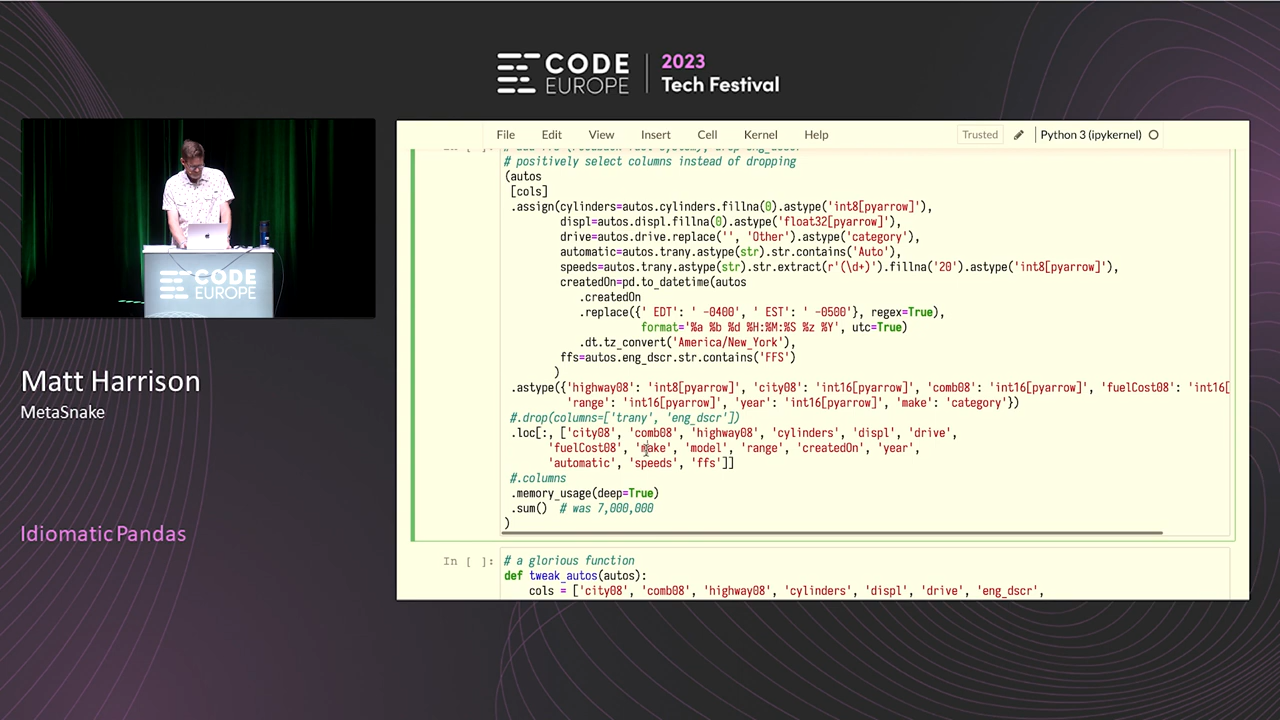 CODE EUROPE | 2023 Tech Festival
File Edit View Insert Cell Kernel Help Trusted Python 3 (ipykernel)
# positively select columns instead of dropping
(autos
[cols]
.assign(cylinders=autos.cylinders.fillna(0).astype('int8[pyarrow]'),
displ=autos.displ.fillna(0).astype('float32[pyarrow]'),
drive=autos.drive.replace('', 'Other').astype('category'),
automatic=autos.trany.astype(str).str.contains('Auto'),
speeds=autos.trany.astype(str).str.extract(r'(\d+)').fillna('20').astype('int8[pyarrow]'),
createdOn=pd.to_datetime(autos
.createdOn
.replace({' EDT': ' -0400', ' EST': ' -0500'}, regex=True),
format='%a %b %d %H:%M:%S %z %Y', utc=True)
.dt.tz_convert('America/New_York'),
ffs=autos.eng_dscr.str.contains('FFS')
)
.astype({'highway08': 'int8[pyarrow]', 'city08': 'int16[pyarrow]', 'comb08': 'int16[pyarrow]', 'fuelCost08': 'int16[
'range': 'int16[pyarrow]', 'year': 'int16[pyarrow]', 'make': 'category'})
#.drop(columns=['trany', 'eng_dscr'])
.loc[:, ['city08', 'comb08', 'highway08', 'cylinders', 'displ', 'drive',
'fuelCost08', 'make', 'model', 'range', 'createdOn', 'year',
'automatic', 'speeds', 'ffs']]
#.columns
.memory_usage(deep=True)
.sum() # was 7,000,000
)
In [ ]: # a glorious function
def tweak_autos(autos):
cols = ['city08', 'comb08', 'highway08', 'cylinders', 'displ', 'drive', 'eng_dscr',
CODE
EUROPE
Matt Harrison
MetaSnake
Idiomatic Pandas